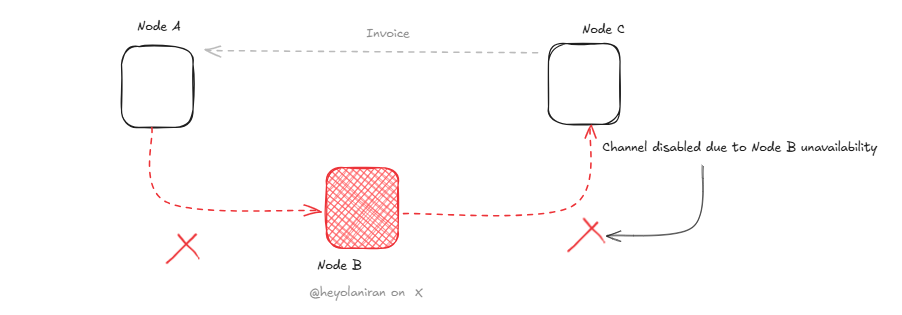 Node A
Node C
Invoice
Channel disabled due to Node B unavailability
Node B
@heyolaniran on X